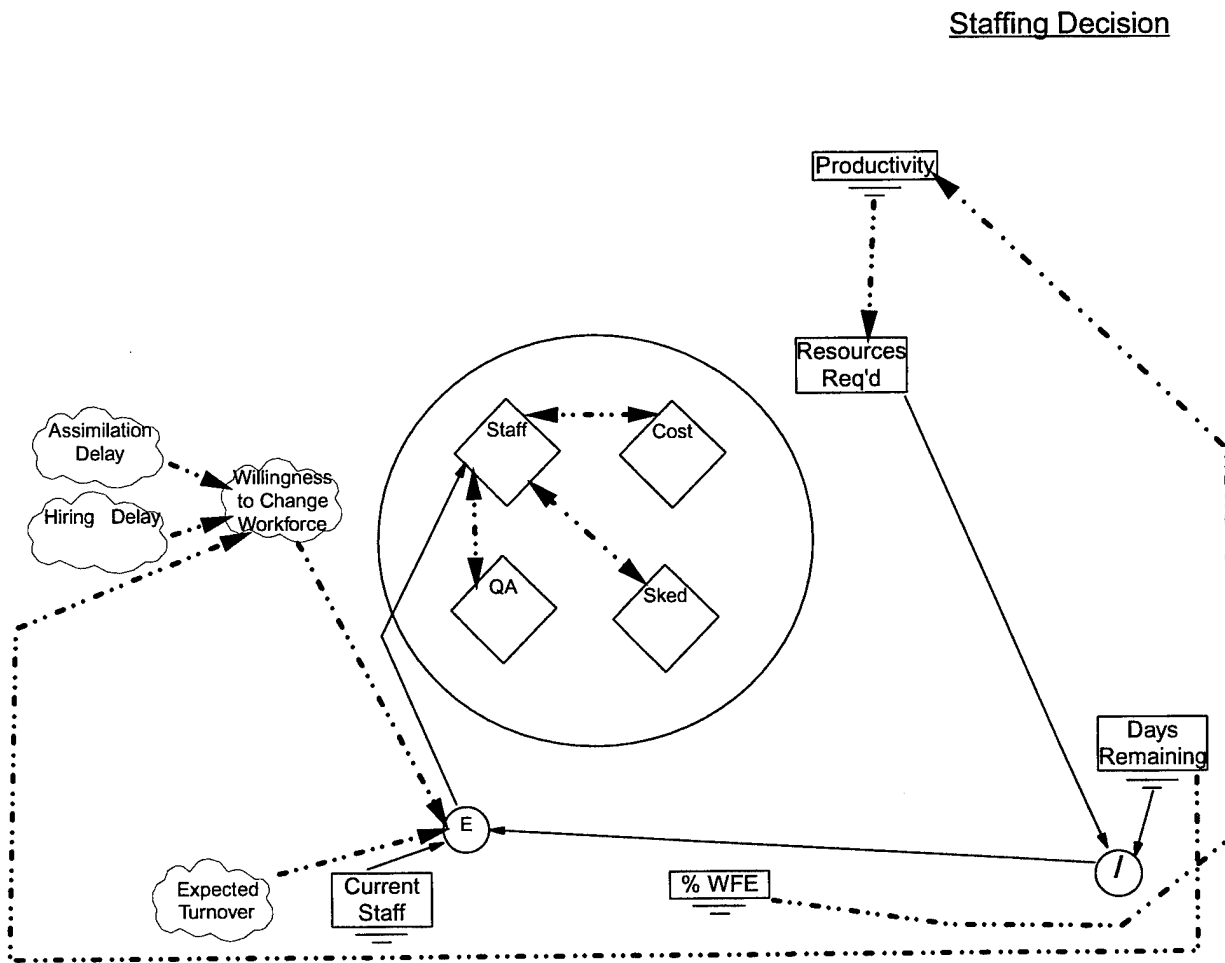 Staffing Decision
Productivity
Resources
Req'd
Staff
Cost
Assimilation
Delay
Willingness
to Change
Workforce
Hiring Delay
QA
Sked
Days
Remaining
E
/
% WFE
Current
Staff
Expected
Turnover